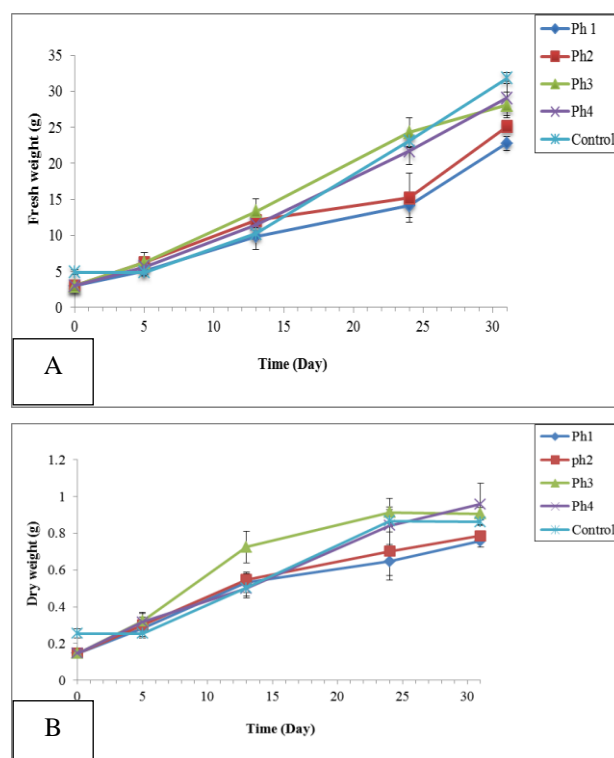 35
30
25
20
15
10
5
0
Fresh weight (g)
0 5 10 15 20 25 30
Time (Day)
A
Ph 1
Ph2
Ph3
Ph4
Control
1.2
1
0.8
0.6
0.4
0.2
0
Dry weight (g)
0 5 10 15 20 25 30
Time (Day)
B
Ph1
ph2
Ph3
Ph4
Control